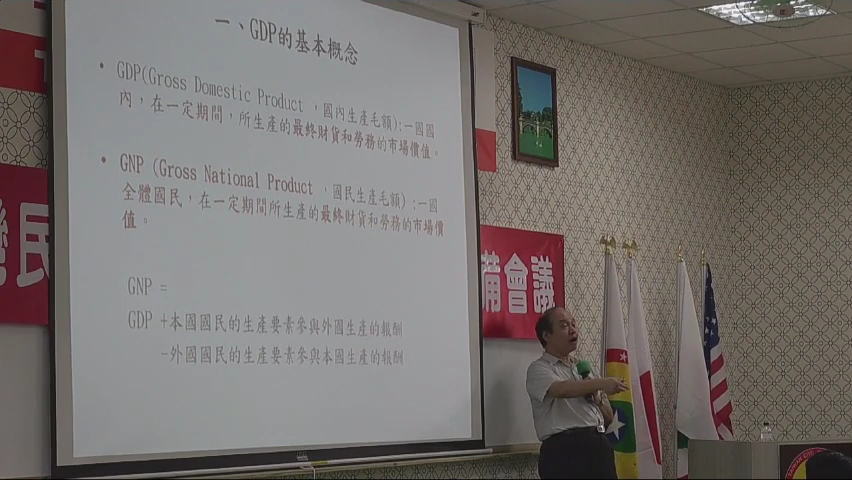 一、GDP的基本概念
• GDP(Gross Domestic Product ，國內生產毛額):一國國
內，在一定期間，所生產的最終財貨和勞務的市場價值。
• GNP (Gross National Product ，國民生產毛額)：一國
全體國民，在一定期間所生產的最終財貨和勞務的市場價
值。
GNP =
GDP +本國國民的生產要素參與外國生產的報酬
-外國國民的生產要素參與本國生產的報酬
民
備會議